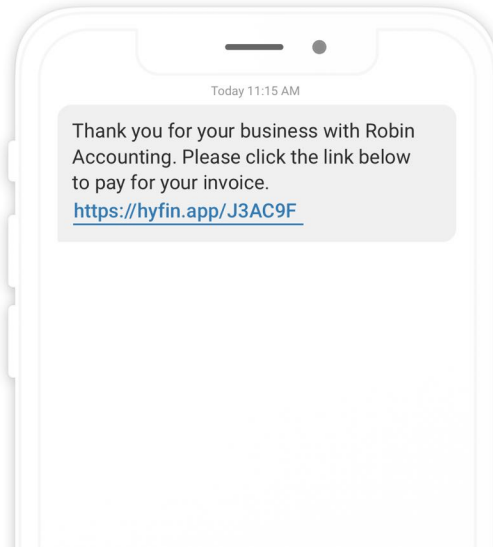 Today 11:15 AM
Thank you for your business with Robin
Accounting. Please click the link below
to pay for your invoice.
https://hyfin.app/J3AC9F